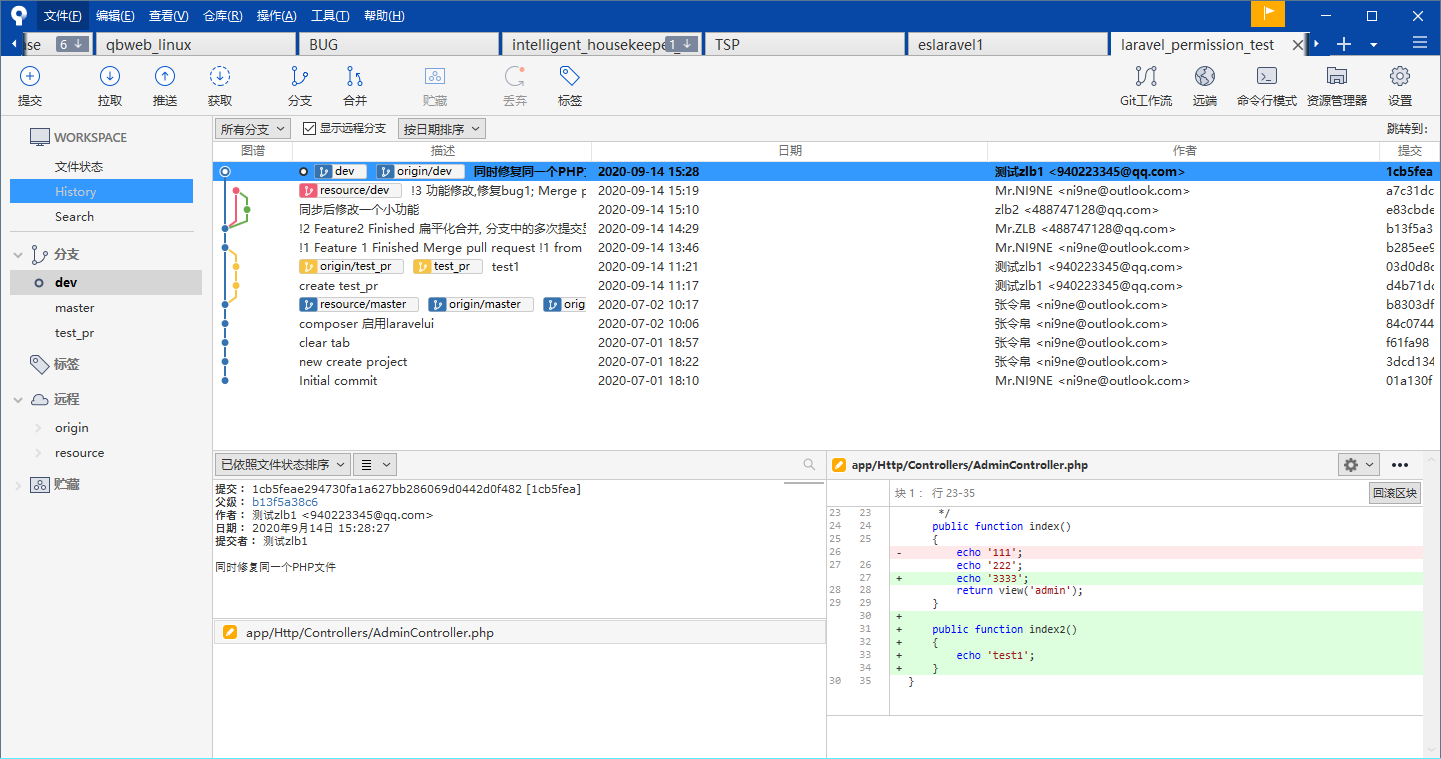 文件(F) 编辑(E) 查看(V) 仓库(R) 操作(A) 工具(T) 帮助(H)
se 6 qbweb_linux BUG intelligent_housekeepe 1 TSP eslaravel1 laravel_permission_test
提交 拉取 推送 获取 分支 合并 贮藏 丢弃 标签 Git工作流 远端 命令行模式 资源管理器 设置
WORKSPACE
文件状态
History
Search
分支
dev
master
test_pr
标签
远程
origin
resource
贮藏
所有分支 显示远程分支 按日期排序 跳转到:
图谱 描述 日期 作者 提交
dev origin/dev 同时修复同一个PHP 2020-09-14 15:28 测试zlb1 <940223345@qq.com> 1cb5fea
resource/dev !3 功能修改,修复bug1; Merge p 2020-09-14 15:19 Mr.NI9NE <ni9ne@outlook.com> a7c31dc
同步后修改一个小功能 2020-09-14 15:10 zlb2 <488747128@qq.com> e83cbde
!2 Feature2 Finished 扁平化合并, 分支中的多次提交 2020-09-14 14:29 Mr.ZLB <488747128@qq.com> b13f5a3
!1 Feature 1 Finished Merge pull request !1 from 2020-09-14 13:46 Mr.NI9NE <ni9ne@outlook.com> b285ee9
origin/test_pr test_pr test1 2020-09-14 11:21 测试zlb1 <940223345@qq.com> 03d0d8c
create test_pr 2020-09-14 11:17 测试zlb1 <940223345@qq.com> d4b71dc
resource/master origin/master orig 2020-07-02 10:17 张令帛 <ni9ne@outlook.com> b8303df
composer 启用laravelui 2020-07-02 10:06 张令帛 <ni9ne@outlook.com> 84c0744
clear tab 2020-07-01 18:57 张令帛 <ni9ne@outlook.com> f61fa98
new create project 2020-07-01 18:22 张令帛 <ni9ne@outlook.com> 3dcd134
Initial commit 2020-07-01 18:10 Mr.NI9NE <ni9ne@outlook.com> 01a130f
已依照文件状态排序
提交: 1cb5feae294730fa1a627bb286069d0442d0f482 [1cb5fea]
父级: b13f5a38c6
作者: 测试zlb1 <940223345@qq.com>
日期: 2020年9月14日 15:28:27
提交者: 测试zlb1
同时修复同一个PHP文件
app/Http/Controllers/AdminController.php
app/Http/Controllers/AdminController.php
块 1: 行 23-35 回滚区块
23 23 */
24 24 public function index()
25 25 {
26 - echo '111';
27 26 echo '222';
27 + echo '3333';
28 28 return view('admin');
29 29 }
30 +
31 + public function index2()
32 + {
33 + echo 'test1';
34 + }
30 35 }